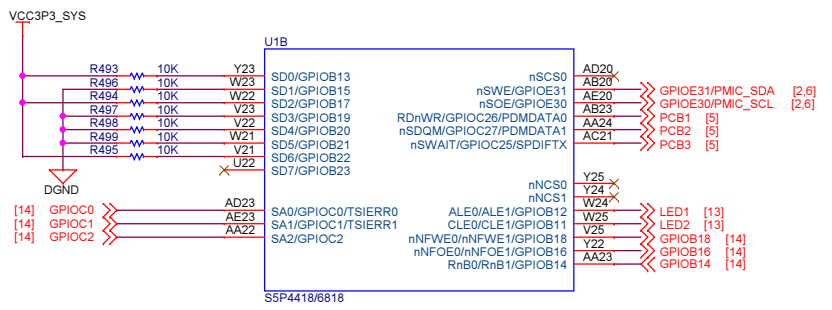 VCC3P3_SYS
U1B
R493 10K Y23 SD0/GPIOB13 nSCS0 AD20
R496 10K W23 SD1/GPIOB15 nSWE/GPIOE31 AB20 GPIOE31/PMIC_SDA [2,6]
R494 10K W22 SD2/GPIOB17 nSOE/GPIOE30 AE20 GPIOE30/PMIC_SCL [2,6]
R497 10K V23 SD3/GPIOB19 RDnWR/GPIOC26/PDMDATA0 AB23 PCB1 [5]
R498 10K V22 SD4/GPIOB20 nSDQM/GPIOC27/PDMDATA1 AA24 PCB2 [5]
R499 10K W21 SD5/GPIOB21 nSWAIT/GPIOC25/SPDIFTX AC21 PCB3 [5]
R495 10K V21 SD6/GPIOB22
U22 SD7/GPIOB23
nNCS0 Y25
DGND nNCS1 Y24
[14] GPIOC0 AD23 SA0/GPIOC0/TSIERR0 ALE0/ALE1/GPIOB12 W24 LED1 [13]
[14] GPIOC1 AE23 SA1/GPIOC1/TSIERR1 CLE0/CLE1/GPIOB11 W25 LED2 [13]
[14] GPIOC2 AA22 SA2/GPIOC2 nNFWE0/nNFWE1/GPIOB18 V25 GPIOB18 [14]
nNFOE0/nNFOE1/GPIOB16 Y22 GPIOB16 [14]
RnB0/RnB1/GPIOB14 AA23 GPIOB14 [14]
S5P4418/6818